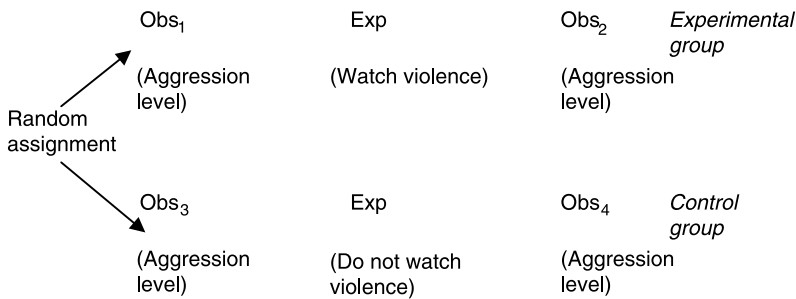 Obs1 Exp Obs2 Experimental
group
(Aggression (Watch violence) (Aggression
level) level)
Random
assignment
Obs3 Exp Obs4 Control
group
(Aggression (Do not watch (Aggression
level) violence) level)